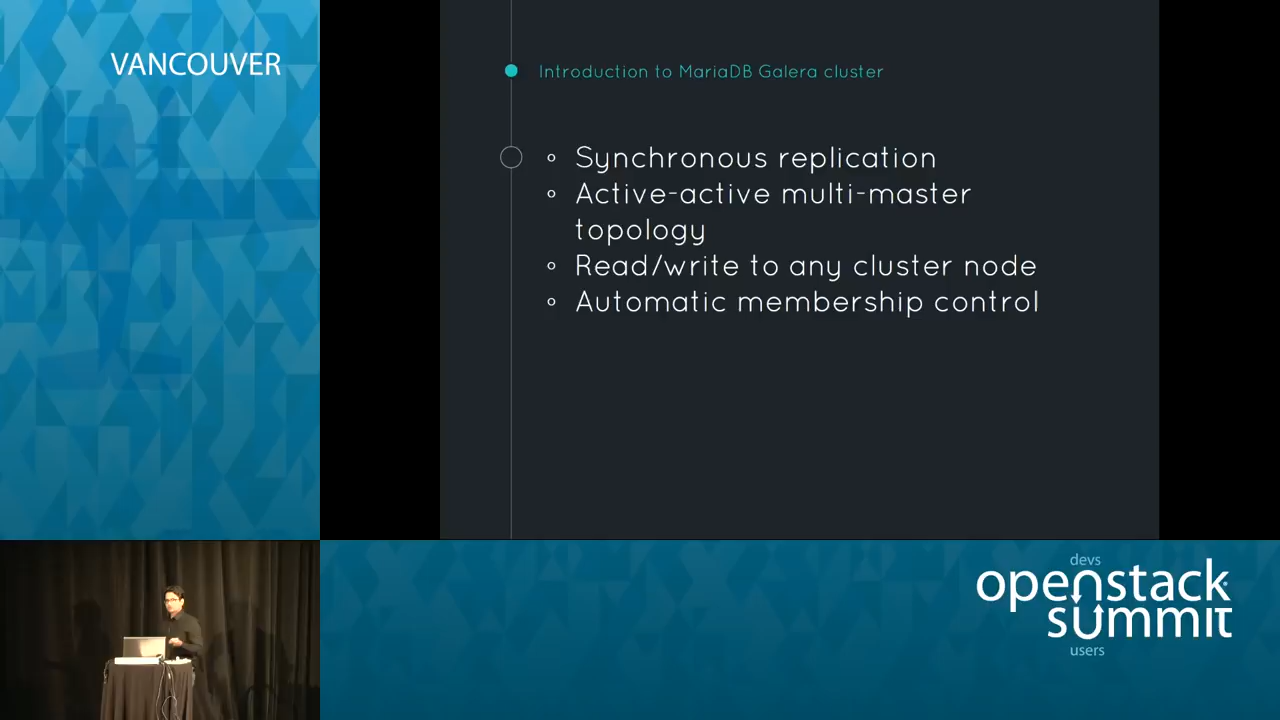 VANCOUVER
Introduction to MariaDB Galera cluster
Synchronous replication
Active-active multi-master
topology
Read/write to any cluster node
Automatic membership control
devs
openstack
summit
users